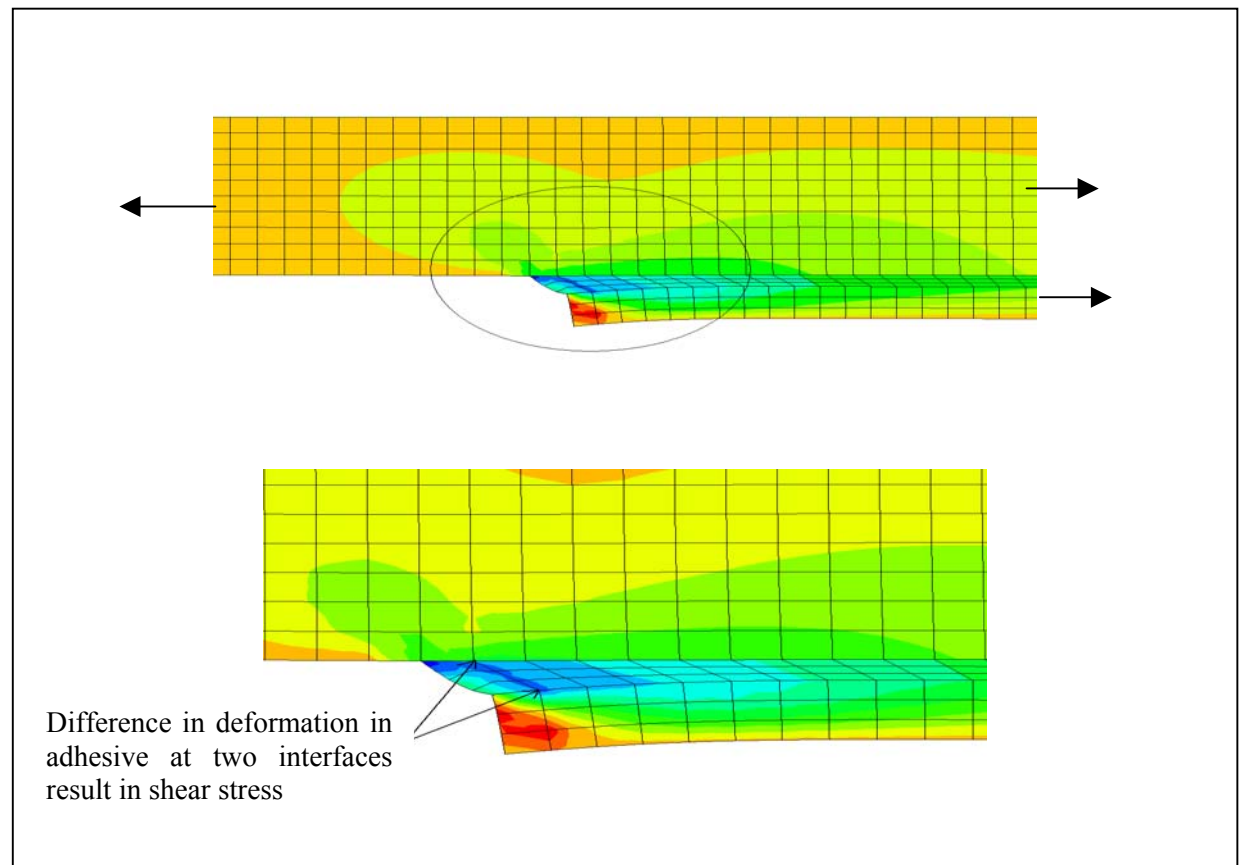 Difference in deformation in
adhesive at two interfaces
result in shear stress